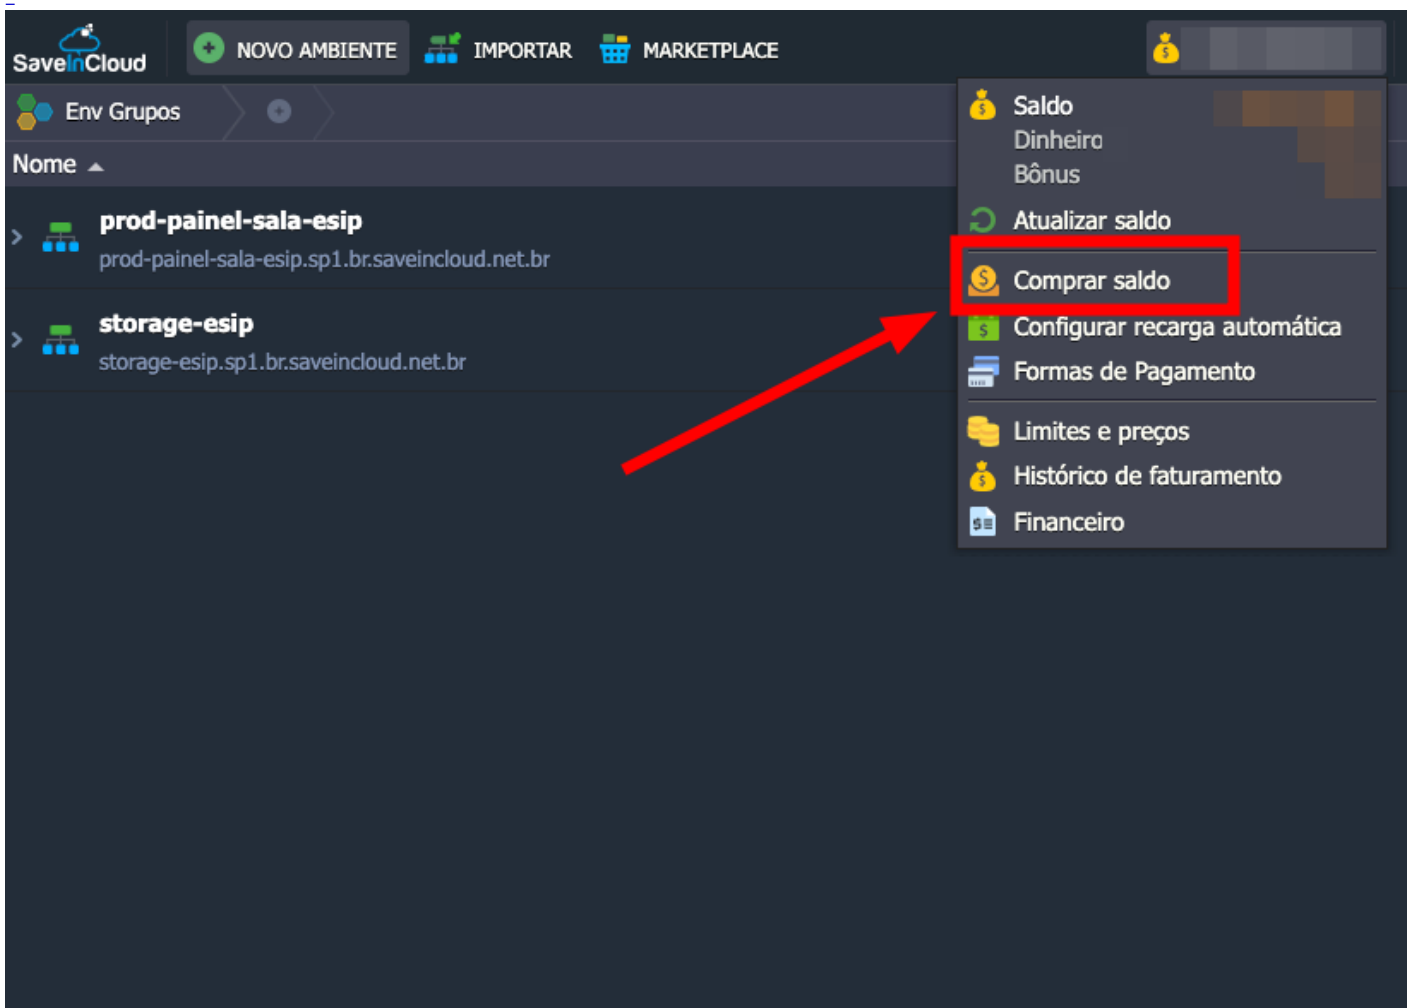 SaveInCloud
NOVO AMBIENTE
IMPORTAR
MARKETPLACE
Env Grupos
Nome
prod-painel-sala-esip
prod-painel-sala-esip.sp1.br.saveincloud.net.br
storage-esip
storage-esip.sp1.br.saveincloud.net.br
Saldo
Dinheiro
Bônus
Atualizar saldo
Comprar saldo
Configurar recarga automática
Formas de Pagamento
Limites e preços
Histórico de faturamento
Financeiro